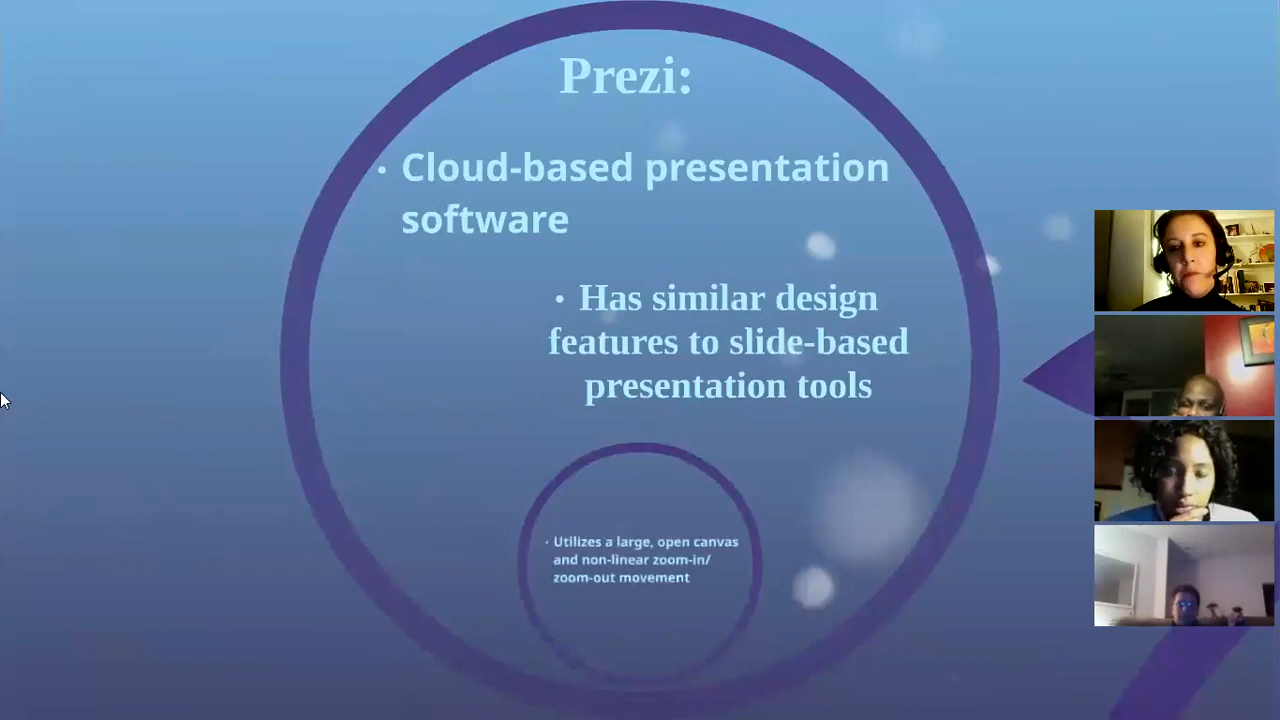 Prezi:
• Cloud-based presentation
software
• Has similar design
features to slide-based
presentation tools
• Utilizes a large, open canvas
and non-linear zoom-in/
zoom-out movement